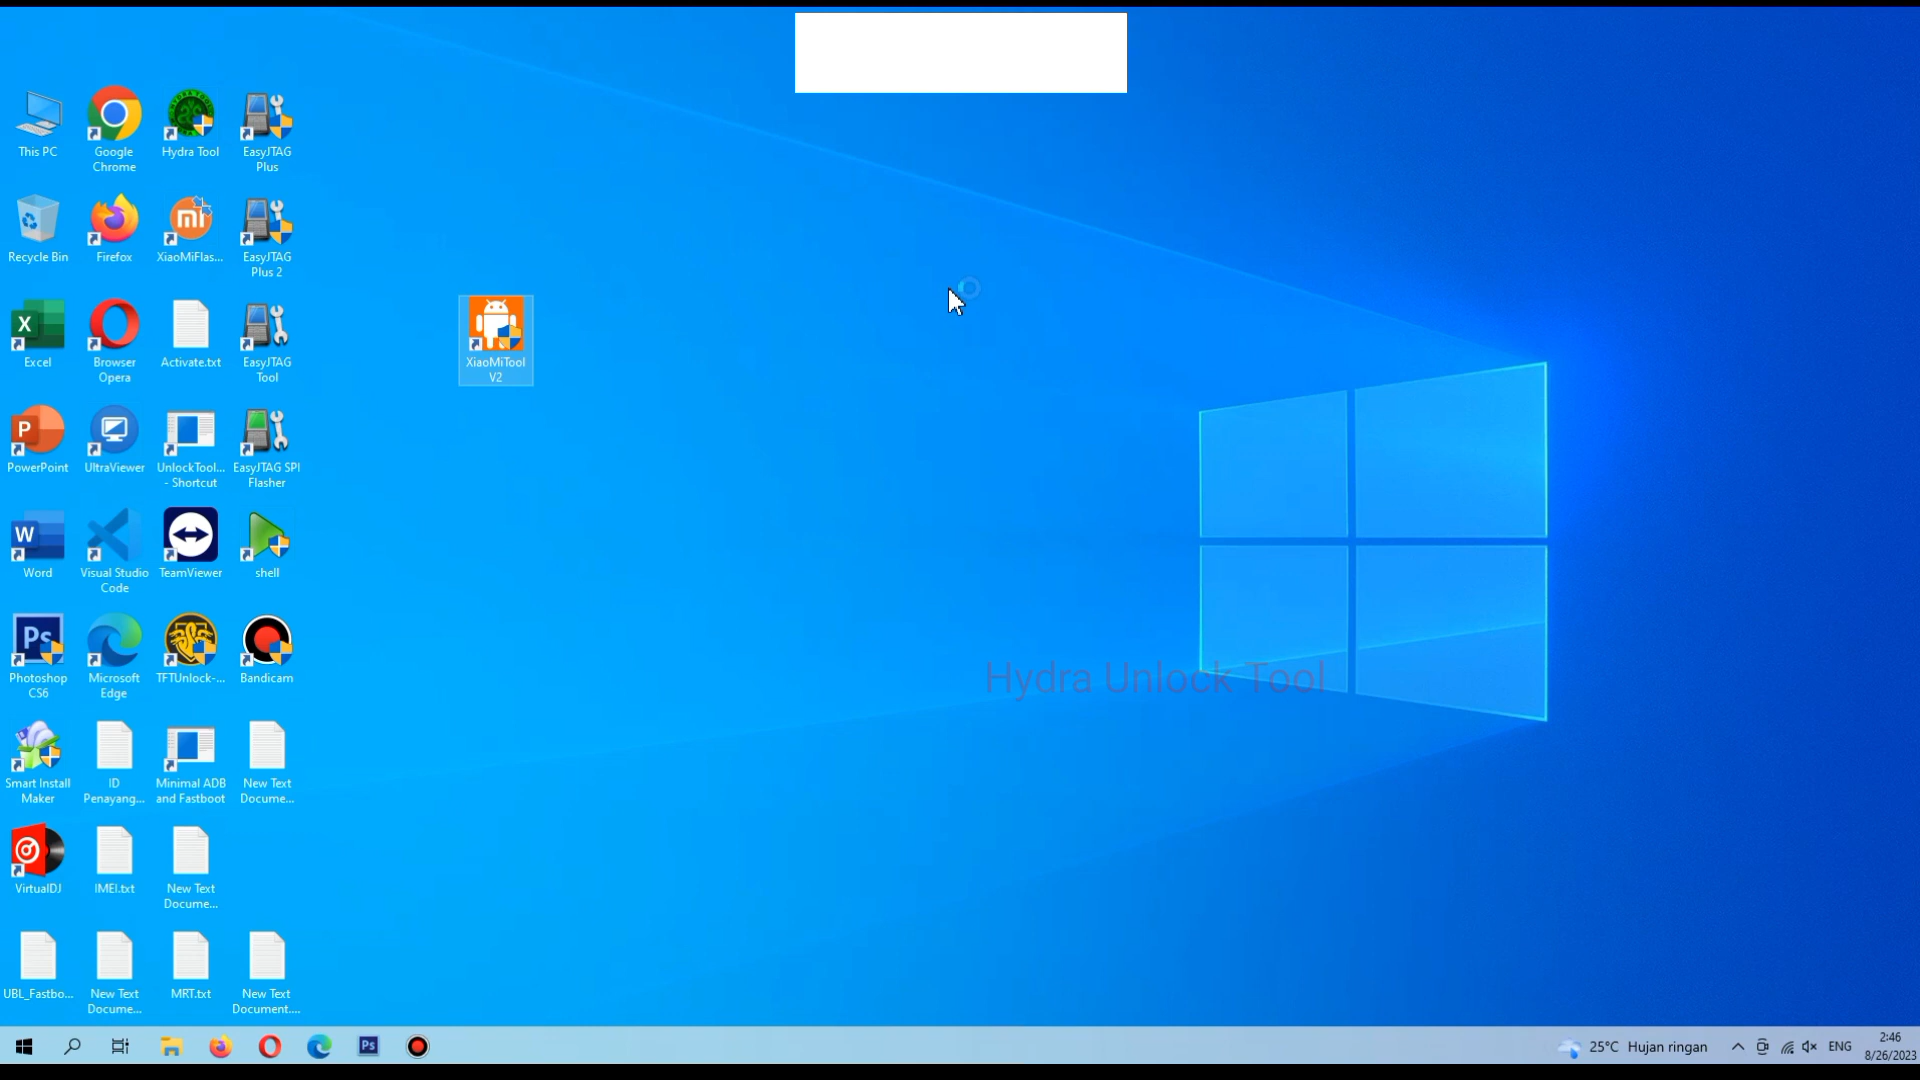 This PC
Google
Chrome
Hydra Tool
EasyJTAG
Plus
Recycle Bin
Firefox
XiaoMiFlas...
EasyJTAG
Plus 2
Excel
Browser
Opera
Activate.txt
EasyJTAG
Tool
XiaoMiTool
V2
PowerPoint
UltraViewer
UnlockTool...
- Shortcut
EasyJTAG SPI
Flasher
Word
Visual Studio
Code
TeamViewer
shell
Photoshop
CS6
Microsoft
Edge
TFTUnlock-...
Bandicam
Hydra Unlock Tool
Smart Install
Maker
ID
Penayang...
Minimal ADB
and Fastboot
New Text
Docume...
VirtualDJ
IMEI.txt
New Text
Docume...
UBL_Fastbo...
New Text
Docume...
MRT.txt
New Text
Document....
25°C Hujan ringan
ENG
2:46
8/26/2023